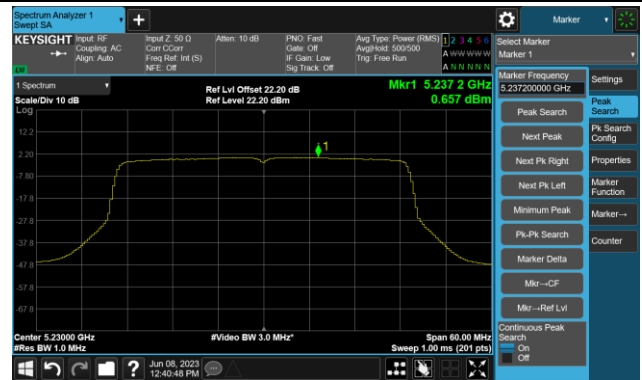 Spectrum Analyzer 1
Swept SA
Marker
KEYSIGHT Input: RF
Coupling: AC
Align: Auto
Input Z: 50 Ω
Corr CCorr
Freq Ref: Int (S)
NFE: Off
Atten: 10 dB
PNO: Fast
Gate: Off
IF Gain: Low
Sig Track: Off
Avg Type: Power (RMS)
Avg|Hold: 500/500
Trig: Free Run
1 2 3 4 5 6
A W W W W W
A N N N N N
Select Marker
Marker 1
1 Spectrum
Scale/Div 10 dB
Log
Ref Lvl Offset 22.20 dB
Ref Level 22.20 dBm
Mkr1 5.237 2 GHz
0.657 dBm
12.2
2.20
-7.80
-17.8
-27.8
-37.8
-47.8
-57.8
-67.8
1
Center 5.23000 GHz
#Res BW 1.0 MHz
#Video BW 3.0 MHz*
Span 60.00 MHz
Sweep 1.00 ms (201 pts)
Marker Frequency
5.237200000 GHz
Peak Search
Next Peak
Next Pk Right
Next Pk Left
Minimum Peak
Pk-Pk Search
Marker Delta
Mkr→CF
Mkr→Ref Lvl
Continuous Peak
Search
On
Off
Settings
Peak
Search
Pk Search
Config
Properties
Marker
Function
Marker→
Counter
Jun 08, 2023
12:40:48 PM